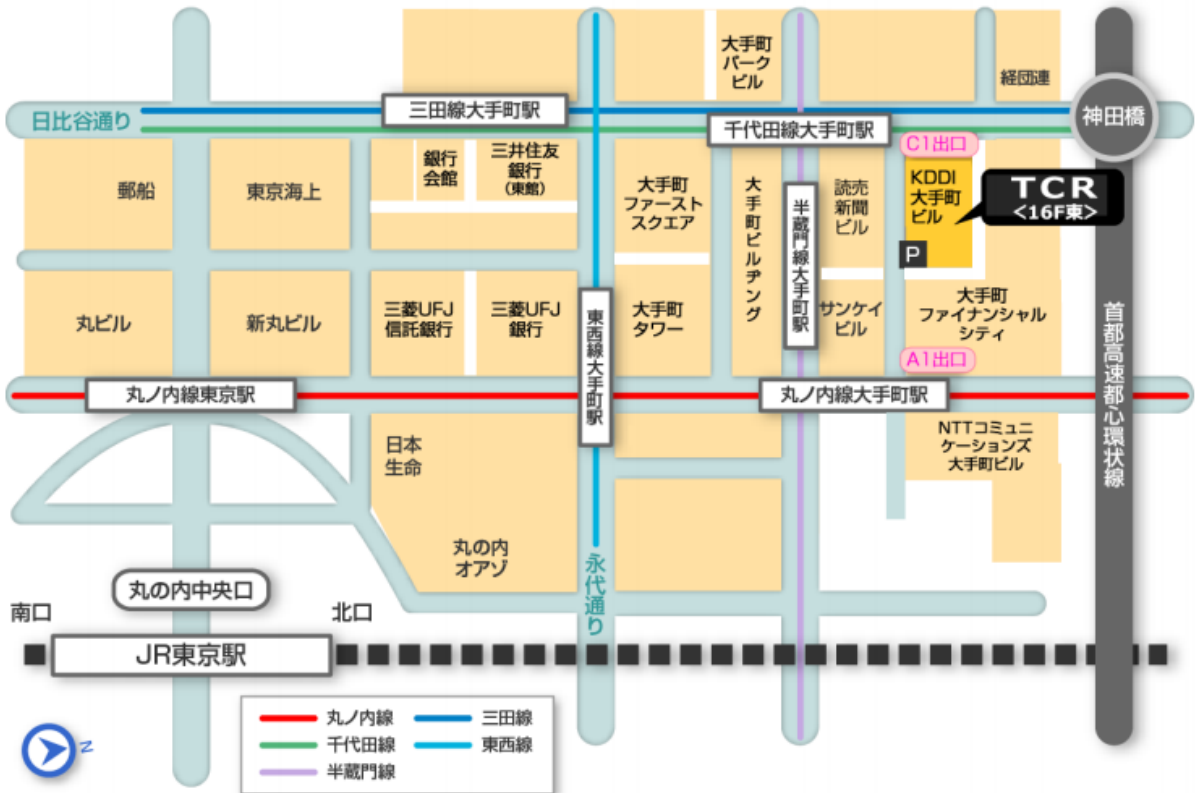 大手町
パーク
ビル
経団連
日比谷通り
三田線大手町駅
千代田線大手町駅
神田橋
C1出口
郵船
東京海上
銀行
会館
三井住友
銀行
(東館)
大手町
ファースト
スクエア
大手町ビルヂング
半蔵門線大手町駅
読売
新聞
ビル
KDDI
大手町
ビル
TCR
<16F東>
P
丸ビル
新丸ビル
三菱UFJ
信託銀行
三菱UFJ
銀行
東西線大手町駅
大手町
タワー
サンケイ
ビル
大手町
ファイナンシャル
シティ
首都高速都心環状線
A1出口
丸ノ内線東京駅
丸ノ内線大手町駅
日本
生命
NTTコミュニ
ケーションズ
大手町ビル
丸の内
オアゾ
永代通り
丸の内中央口
南口
北口
JR東京駅
丸ノ内線
三田線
千代田線
東西線
半蔵門線
N